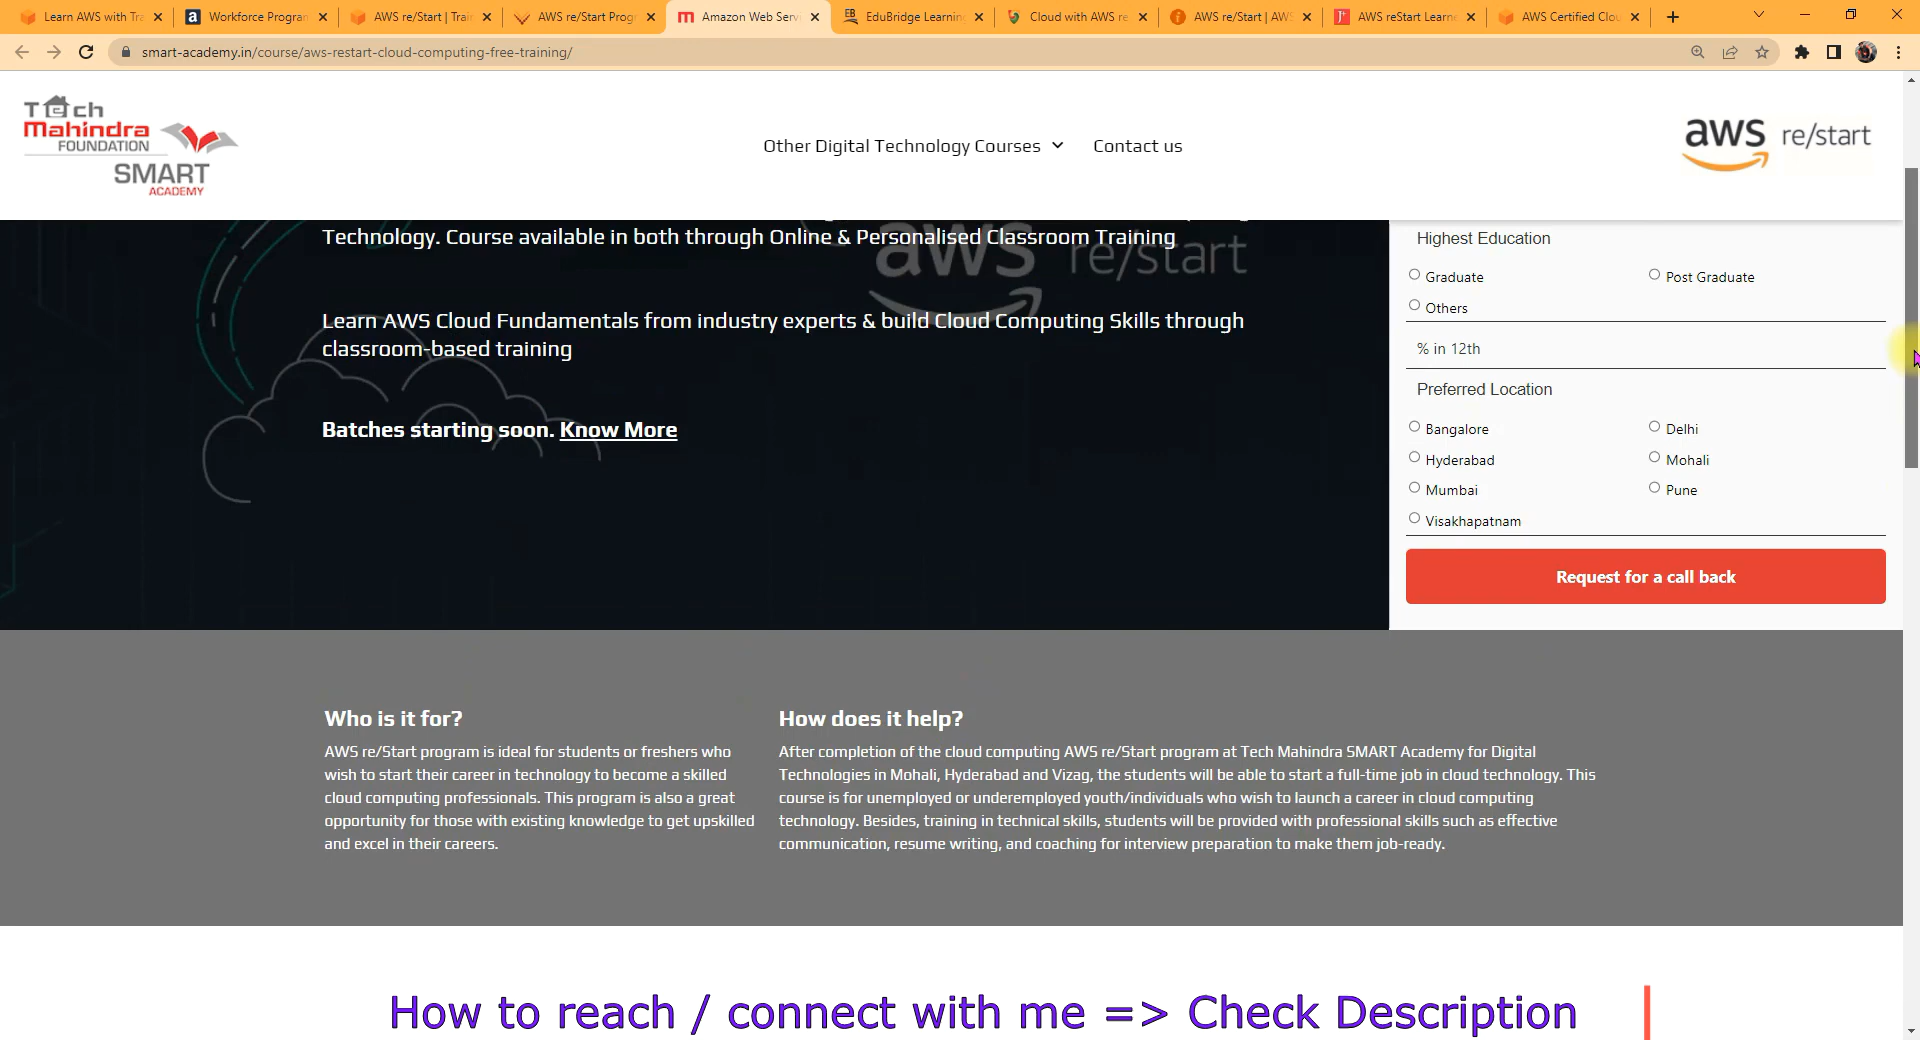 Learn AWS with Tra
Workforce Program
AWS re/Start | Train
AWS re/Start Prog
Amazon Web Serv
EduBridge Learning
Cloud with AWS re
AWS re/Start | AWS
AWS reStart Learne
AWS Certified Clou
smart-academy.in/course/aws-restart-cloud-computing-free-training/
Tech
Mahindra
FOUNDATION
SMART
ACADEMY
Other Digital Technology Courses
Contact us
aws re/start
Technology. Course available in both through Online & Personalised Classroom Training
aws re/start
Learn AWS Cloud Fundamentals from industry experts & build Cloud Computing Skills through
classroom-based training
Batches starting soon. Know More
Highest Education
Graduate
Post Graduate
Others
% in 12th
Preferred Location
Bangalore
Delhi
Hyderabad
Mohali
Mumbai
Pune
Visakhapatnam
Request for a call back
Who is it for?
AWS re/Start program is ideal for students or freshers who
wish to start their career in technology to become a skilled
cloud computing professionals. This program is also a great
opportunity for those with existing knowledge to get upskilled
and excel in their careers.
How does it help?
After completion of the cloud computing AWS re/Start program at Tech Mahindra SMART Academy for Digital
Technologies in Mohali, Hyderabad and Vizag, the students will be able to start a full-time job in cloud technology. This
course is for unemployed or underemployed youth/individuals who wish to launch a career in cloud computing
technology. Besides, training in technical skills, students will be provided with professional skills such as effective
communication, resume writing, and coaching for interview preparation to make them job-ready.
How to reach / connect with me => Check Description